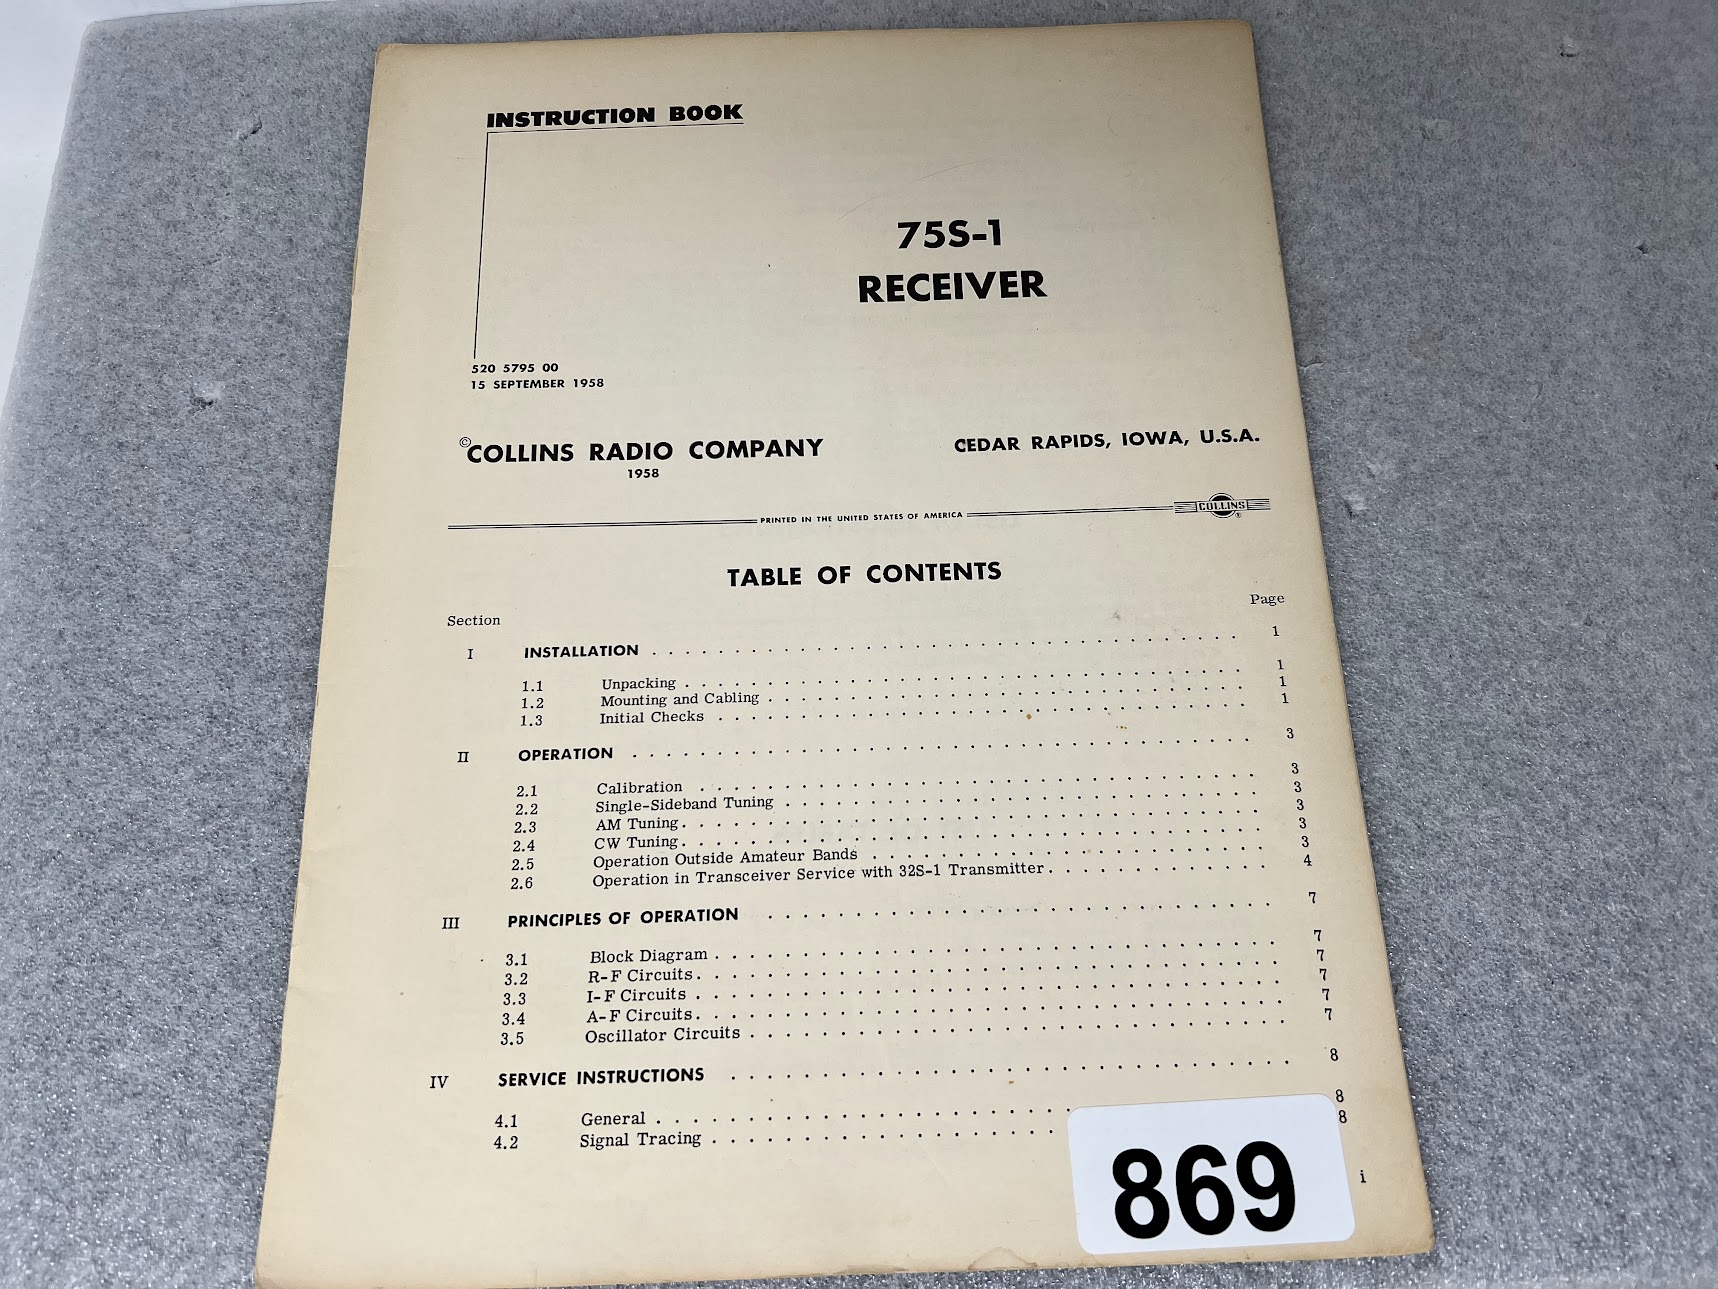 INSTRUCTION BOOK
75S-1
RECEIVER
520 5795 00
15 SEPTEMBER 1958
©COLLINS RADIO COMPANY
1958
CEDAR RAPIDS, IOWA, U.S.A.
PRINTED IN THE UNITED STATES OF AMERICA
COLLINS®
TABLE OF CONTENTS
Section Page
I INSTALLATION . . . . . . . . . . 1
1.1 Unpacking . . . . . . . . . . 1
1.2 Mounting and Cabling . . . . . . . . . . 1
1.3 Initial Checks . . . . . . . . . . 1
II OPERATION . . . . . . . . . . 3
2.1 Calibration . . . . . . . . . . 3
2.2 Single-Sideband Tuning . . . . . . . . . . 3
2.3 AM Tuning . . . . . . . . . . 3
2.4 CW Tuning . . . . . . . . . . 3
2.5 Operation Outside Amateur Bands . . . . . . . . . . 3
2.6 Operation in Transceiver Service with 32S-1 Transmitter . . . . . . . . . . 4
III PRINCIPLES OF OPERATION . . . . . . . . . . 7
3.1 Block Diagram . . . . . . . . . . 7
3.2 R-F Circuits . . . . . . . . . . 7
3.3 I-F Circuits . . . . . . . . . . 7
3.4 A-F Circuits . . . . . . . . . . 7
3.5 Oscillator Circuits . . . . . . . . . . 7
IV SERVICE INSTRUCTIONS . . . . . . . . . . 8
4.1 General . . . . . . . . . . 8
4.2 Signal Tracing . . . . . . . . . . 8
i
869